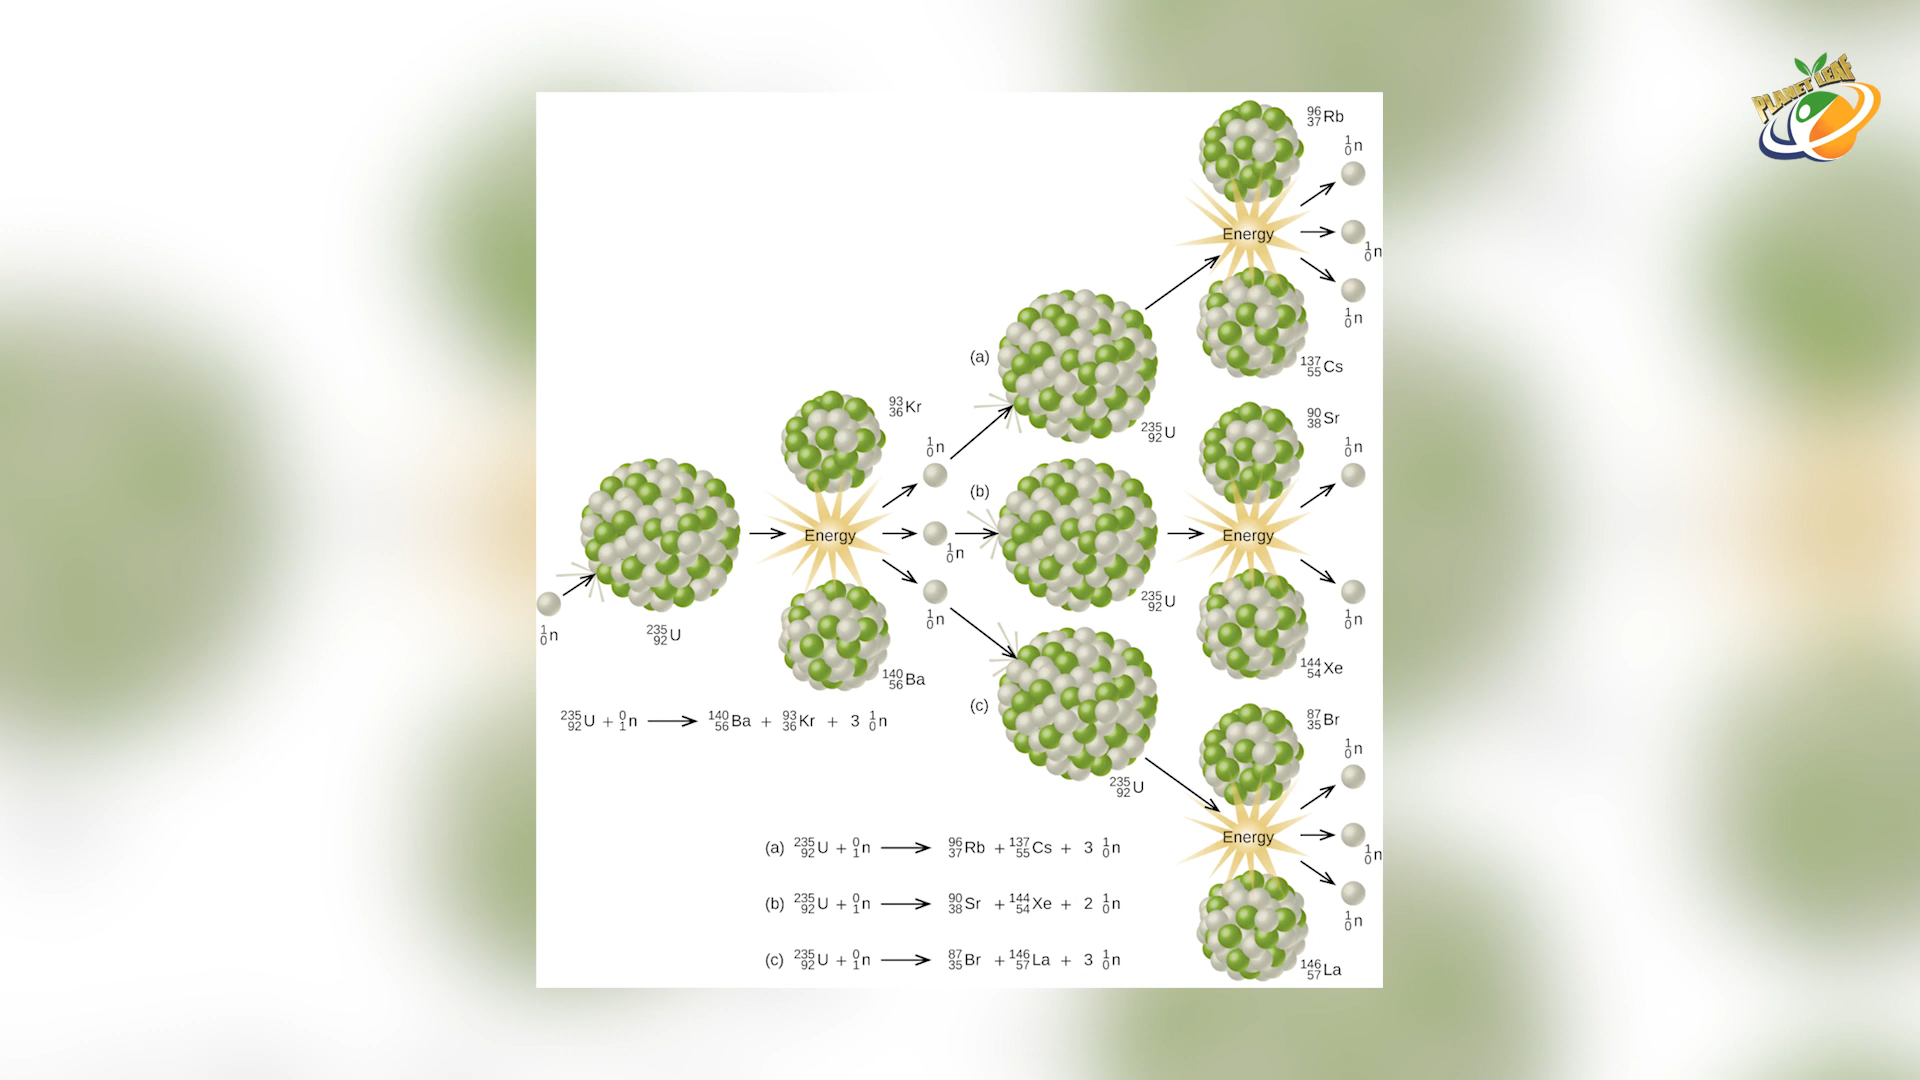 PLANET LEAF
96 37 Rb
1 0 n
Energy
1 0 n
1 0 n
137 55 Cs
(a)
235 92 U
93 36 Kr
1 0 n
90 38 Sr
1 0 n
(b)
Energy
1 0 n
Energy
235 92 U
1 0 n
1 0 n
1 0 n
235 92 U
144 54 Xe
140 56 Ba
(c)
235 92 U + 0 1 n ⟶ 140 56 Ba + 93 36 Kr + 3 1 0 n
87 35 Br
1 0 n
235 92 U
Energy
1 0 n
1 0 n
146 57 La
(a) 235 92 U + 0 1 n ⟶ 96 37 Rb + 137 55 Cs + 3 1 0 n
(b) 235 92 U + 0 1 n ⟶ 90 38 Sr + 144 54 Xe + 2 1 0 n
(c) 235 92 U + 0 1 n ⟶ 87 35 Br + 146 57 La + 3 1 0 n